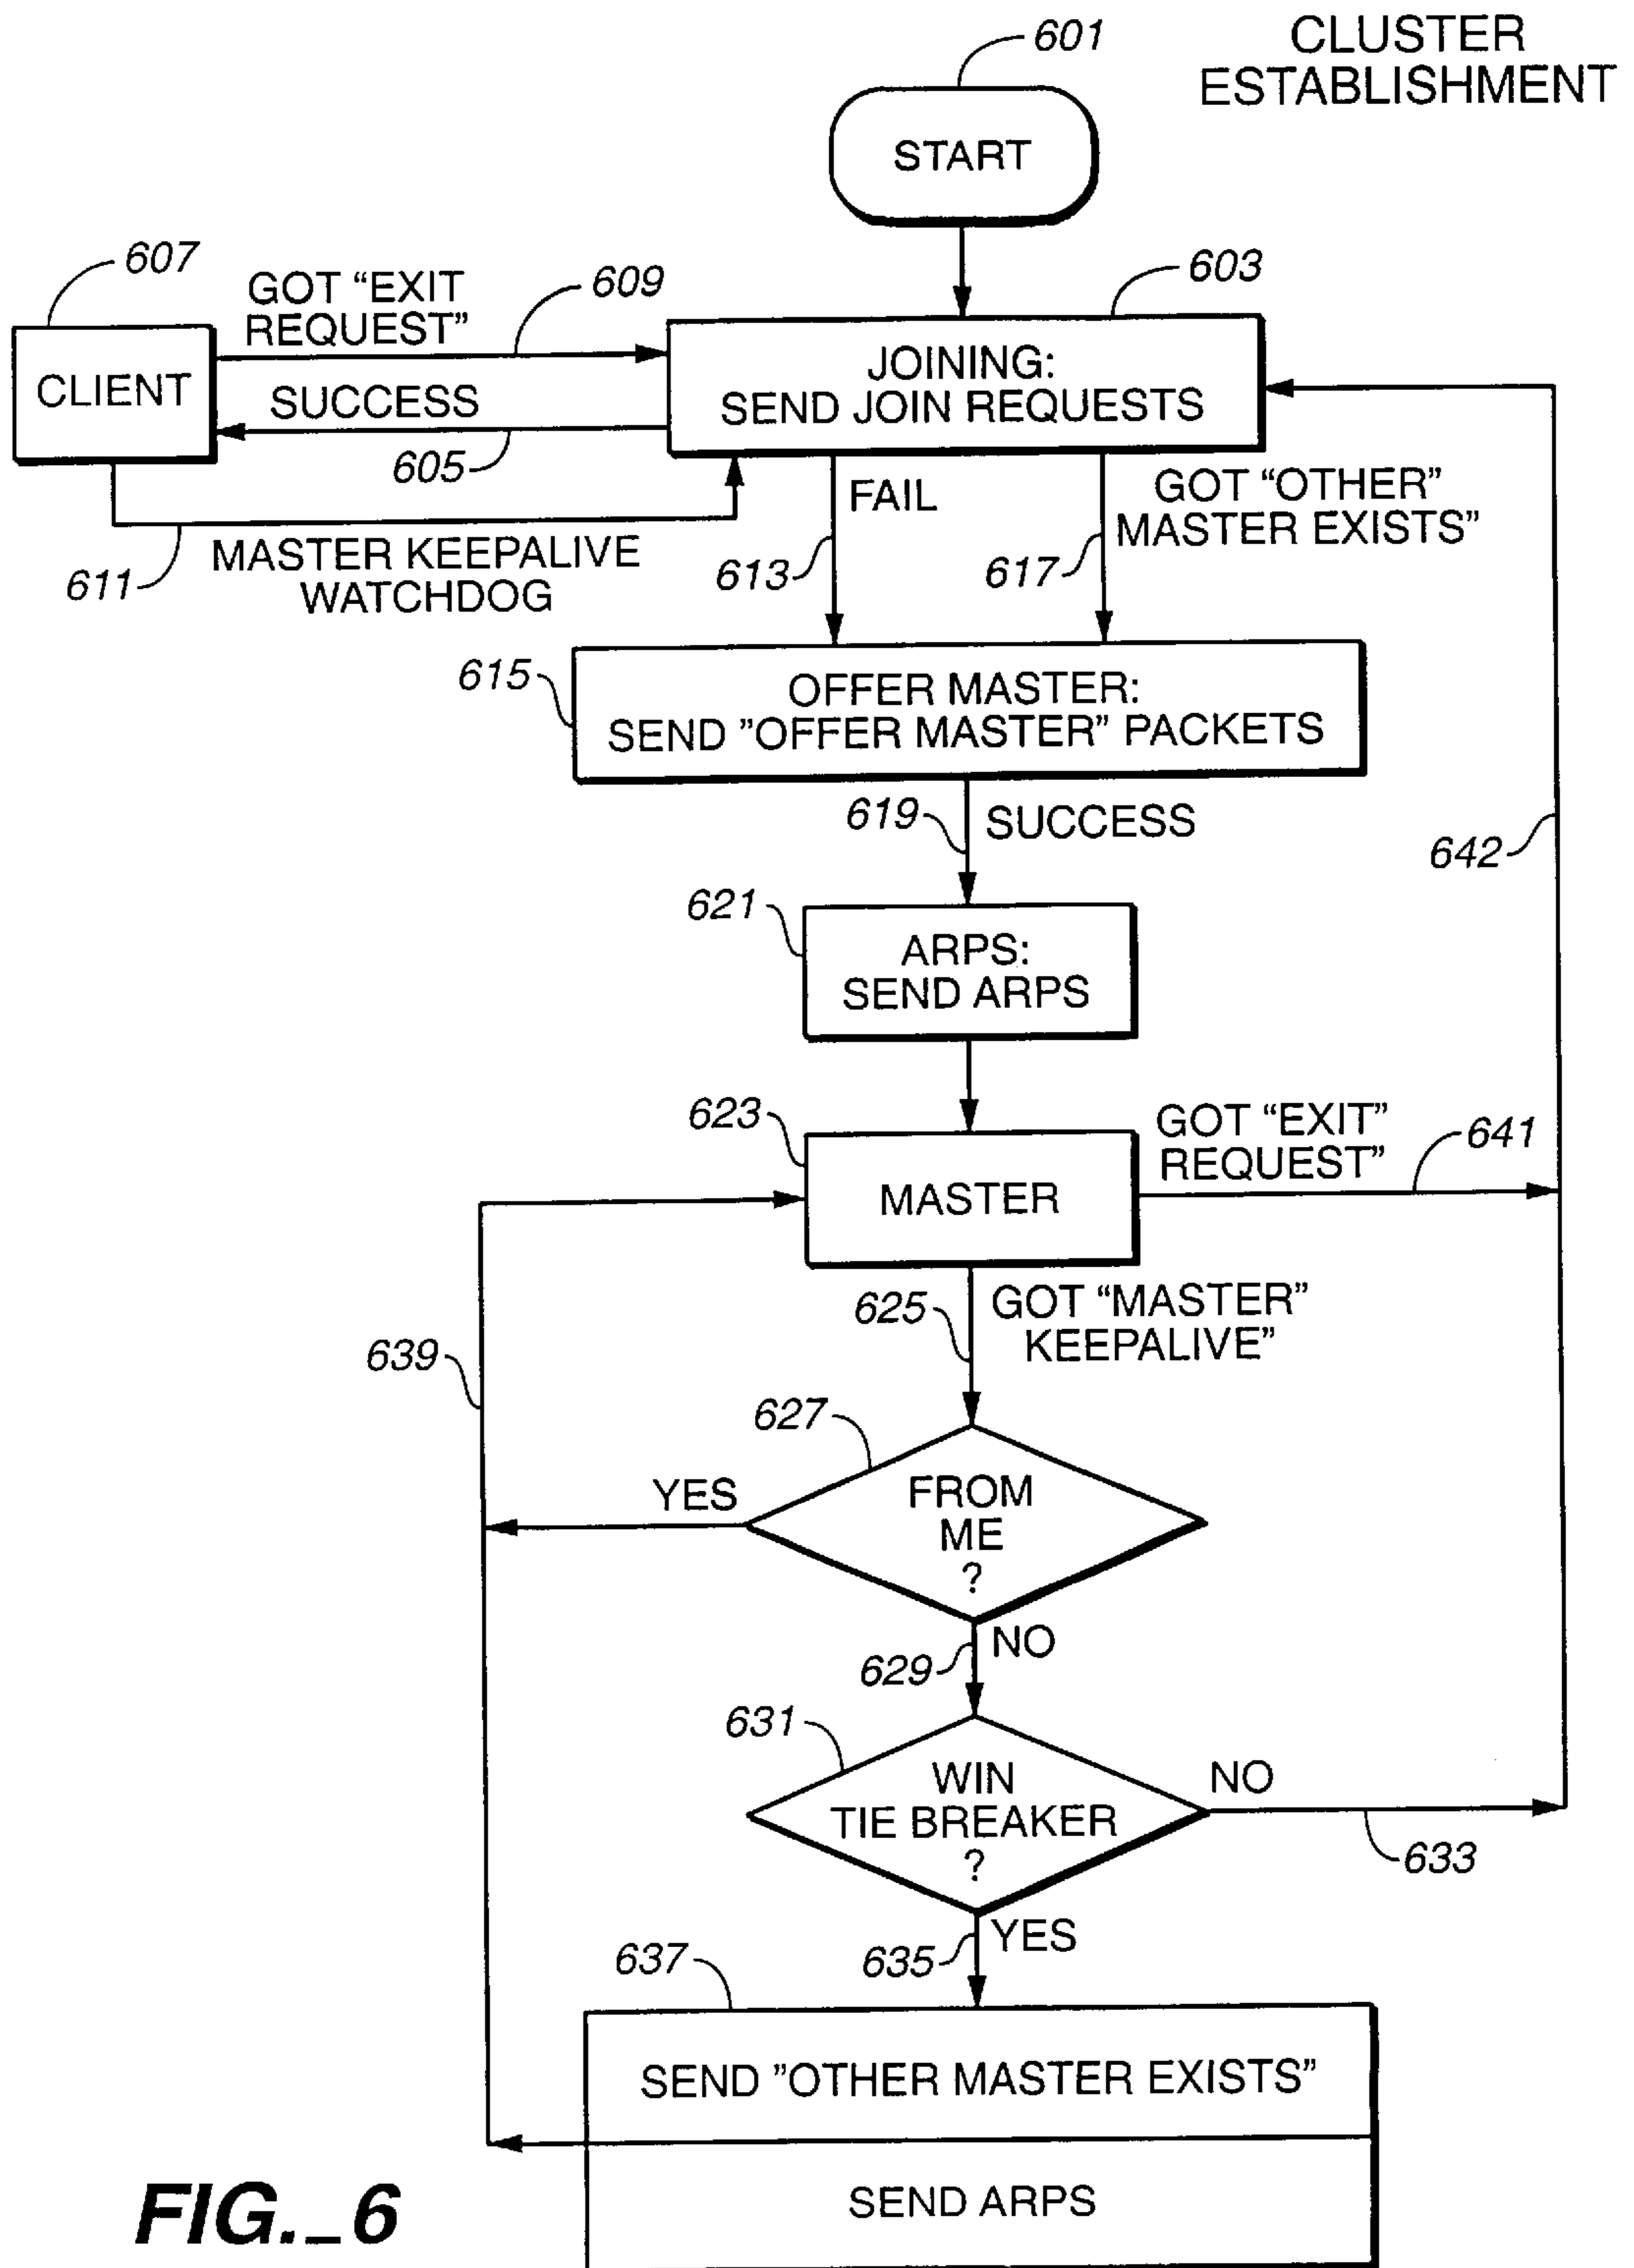 CLUSTER
ESTABLISHMENT
601
START
607
GOT “EXIT
REQUEST”
609
603
CLIENT
JOINING:
SEND JOIN REQUESTS
SUCCESS
605
FAIL
GOT “OTHER”
MASTER EXISTS”
611
MASTER KEEPALIVE
WATCHDOG
613
617
615
OFFER MASTER:
SEND ”OFFER MASTER” PACKETS
619
SUCCESS
642
621
ARPS:
SEND ARPS
623
MASTER
GOT “EXIT”
REQUEST”
641
625
GOT “MASTER”
KEEPALIVE”
639
627
YES
FROM
ME
?
NO
629
631
WIN
TIE BREAKER
?
NO
633
YES
635
637
SEND ”OTHER MASTER EXISTS”
SEND ARPS
FIG._6